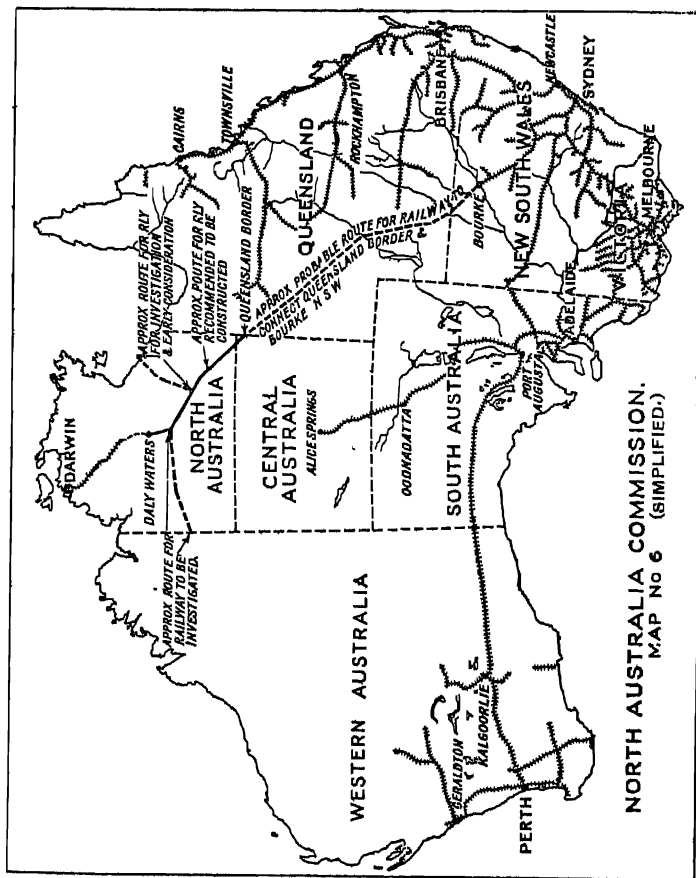 DARWIN
DALY WATERS
APPROX ROUTE FOR RLY
FOR INVESTIGATION
& EARLY CONSIDERATION
APPROX ROUTE FOR RLY
RECOMMENDED TO BE
CONSTRUCTED
QUEENSLAND BORDER
CAIRNS
TOWNSVILLE
APPROX ROUTE FOR
RAILWAY TO BE
INVESTIGATED.
NORTH
AUSTRALIA
CENTRAL
AUSTRALIA
ALICE SPRINGS
QUEENSLAND
ROCKHAMPTON
APPROX PROBABLE ROUTE FOR RAILWAY TO
CONNECT QUEENSLAND BORDER &
BOURKE N S W
WESTERN AUSTRALIA
OODNADATTA
SOUTH AUSTRALIA
BRISBANE
BOURKE
NEW SOUTH WALES
NEWCASTLE
SYDNEY
GERALDTON
KALGOORLIE
PERTH
PORT
AUGUSTA
ADELAIDE
VICTORIA
MELBOURNE
NORTH AUSTRALIA COMMISSION.
MAP No 6 (SIMPLIFIED.)